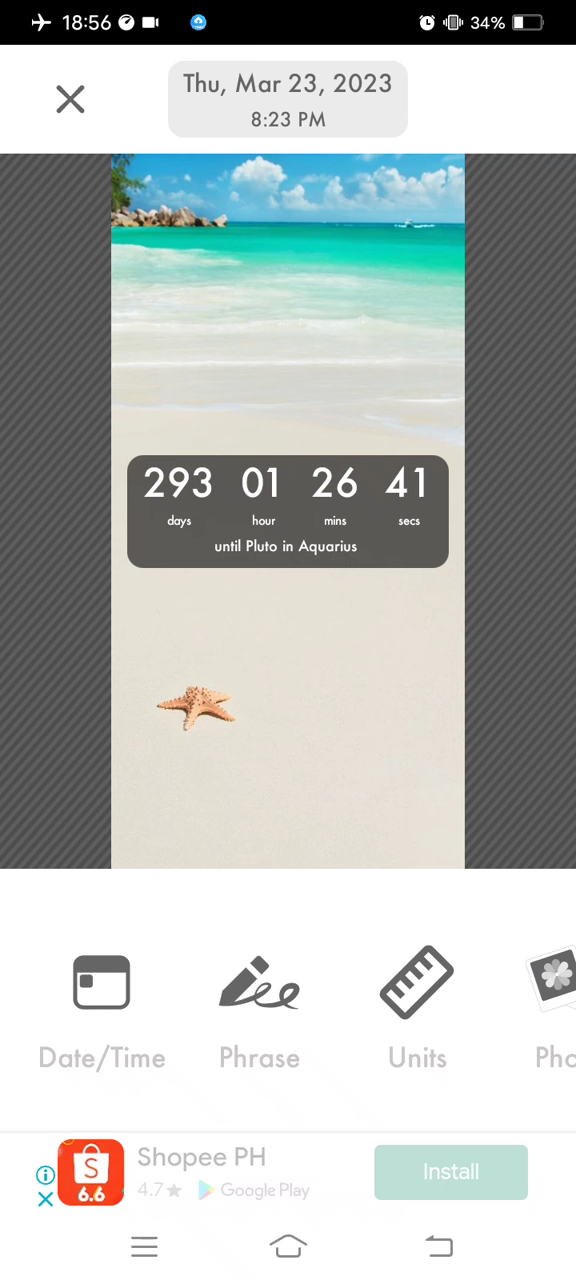 18:56
34%
Thu, Mar 23, 2023
8:23 PM
293 01 26 41
days hour mins secs
until Pluto in Aquarius
Date/Time Phrase Units Pho
Shopee PH
S
6.6
4.7★ Google Play
Install